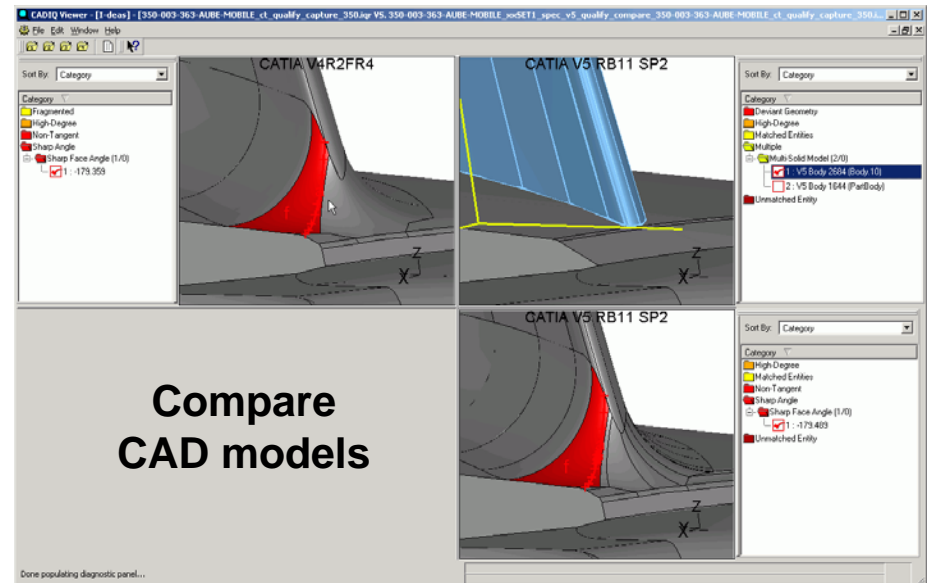 CADIQ Viewer - [1-deas] - [350-003-363-AUBE-MOBILE_ct_qualify_capture_350.iqr VS. 350-003-363-AUBE-MOBILE_xxSET1_spec_v5_qualify_compare_350-003-363-AUBE-MOBILE_ct_qualify_capture_350.i...
File Edit Window Help
Sort By: Category
Category
Fragmented
High-Degree
Non-Tangent
Sharp Angle
Sharp Face Angle (1/0)
1 : -179.359
CATIA V4R2FR4
Z
X
CATIA V5 RB11 SP2
Sort By: Category
Category
Deviant Geometry
High-Degree
Matched Entities
Multiple
Multi-Solid Model (2/0)
1 : V5 Body 2684 (Body.10)
2 : V5 Body 1644 (PartBody)
Unmatched Entity
Compare
CAD models
CATIA V5 RB11 SP2
Z
X
Sort By: Category
Category
High-Degree
Matched Entities
Non-Tangent
Sharp Angle
Sharp Face Angle (1/0)
1 : -179.489
Unmatched Entity
Done populating diagnostic panel...